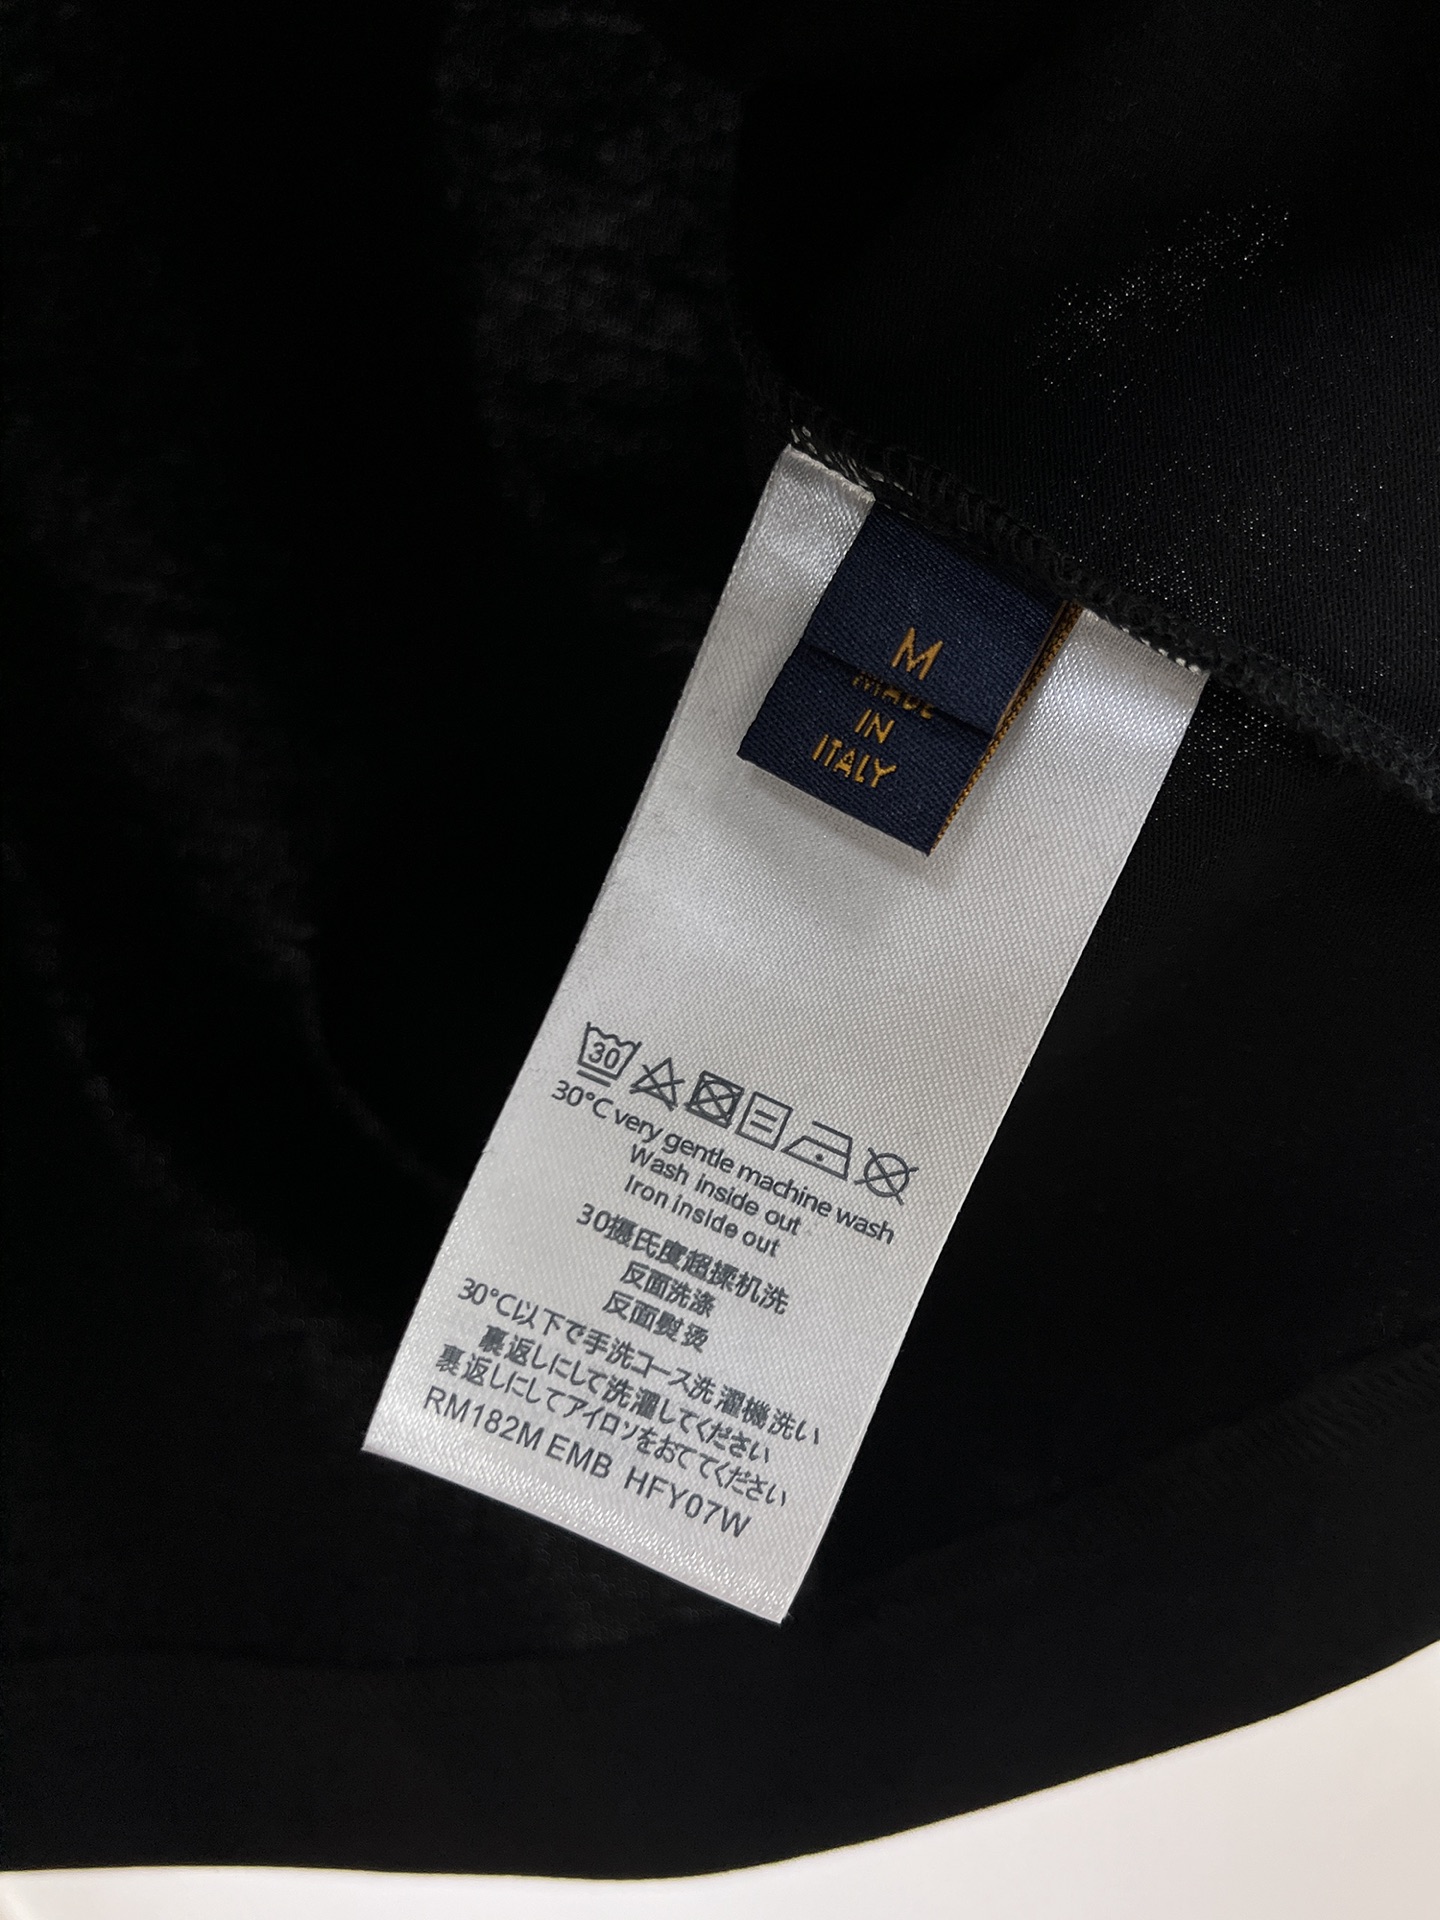 M
MADE
IN
ITALY
30
30°C very gentle machine wash
Wash inside out
Iron inside out
30摄氏度超揉机洗
反面洗涤
反面熨烫
30°C以下で手洗コース洗濯機洗い
裏返しにして洗濯してください
裏返しにしてアイロソをおててください
RM182M EMB HFY07W